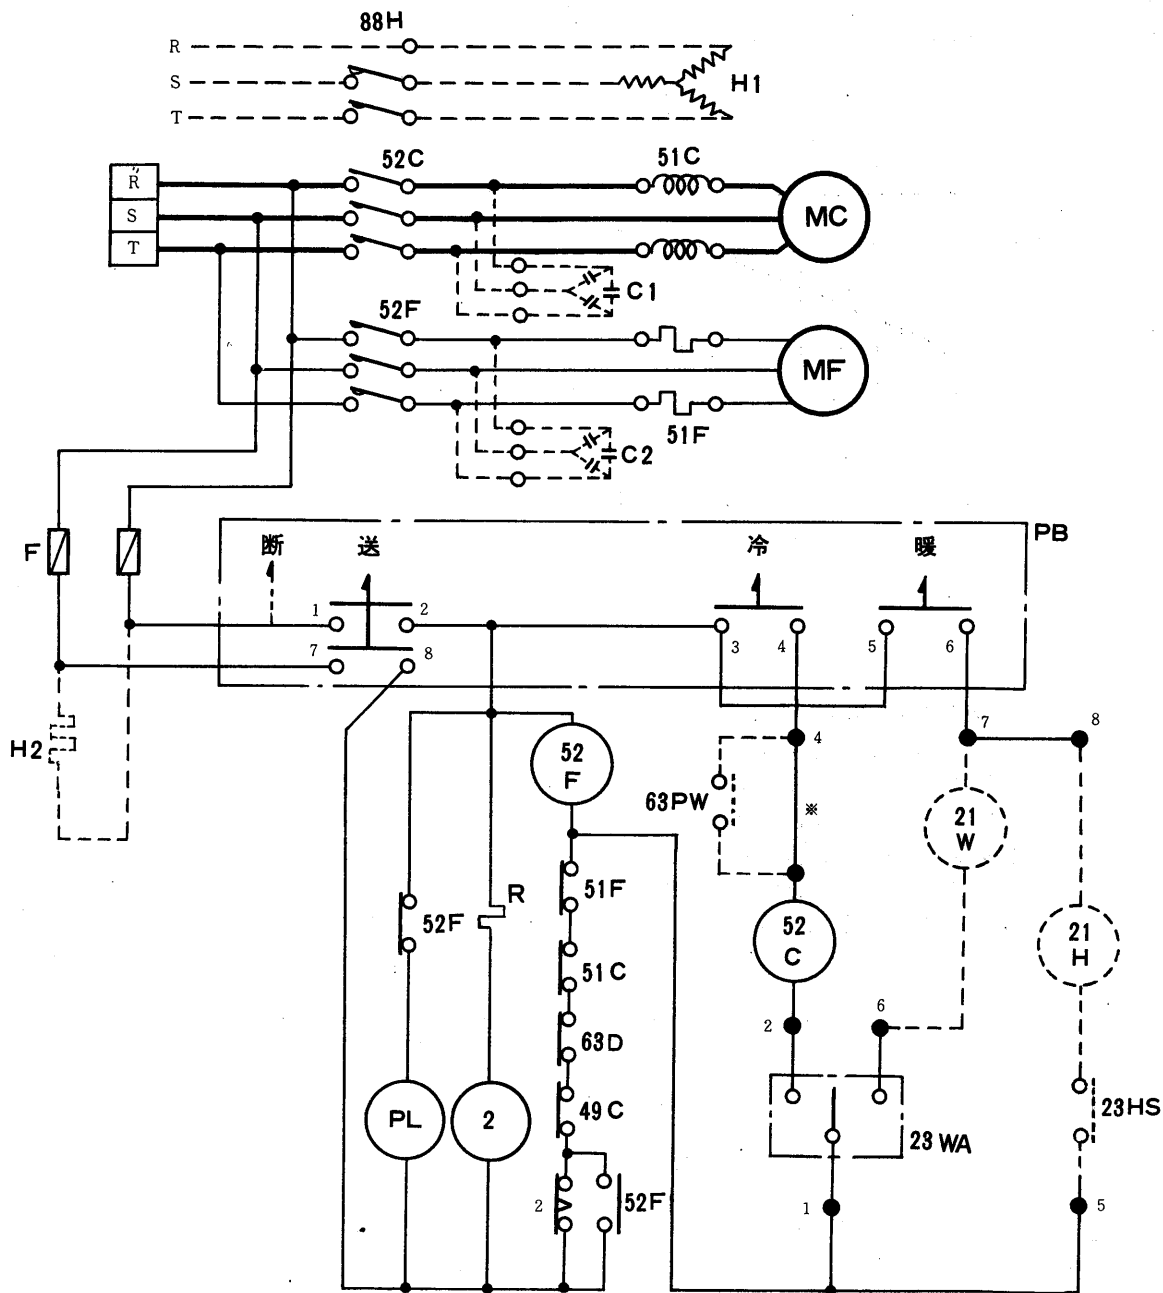 88H
R
S
H1
T
52C
51C
R
S
MC
T
C1
52F
MF
51F
C2
F
PB
断 送 冷 暖
1 2
3 4 5 6
7 8
7 8
H2
52
F
4
63PW
※
21
W
51F
R
52F
52
C
21
H
51C
2
6
63D
49C
23HS
PL
2
23WA
2
52F
1
5